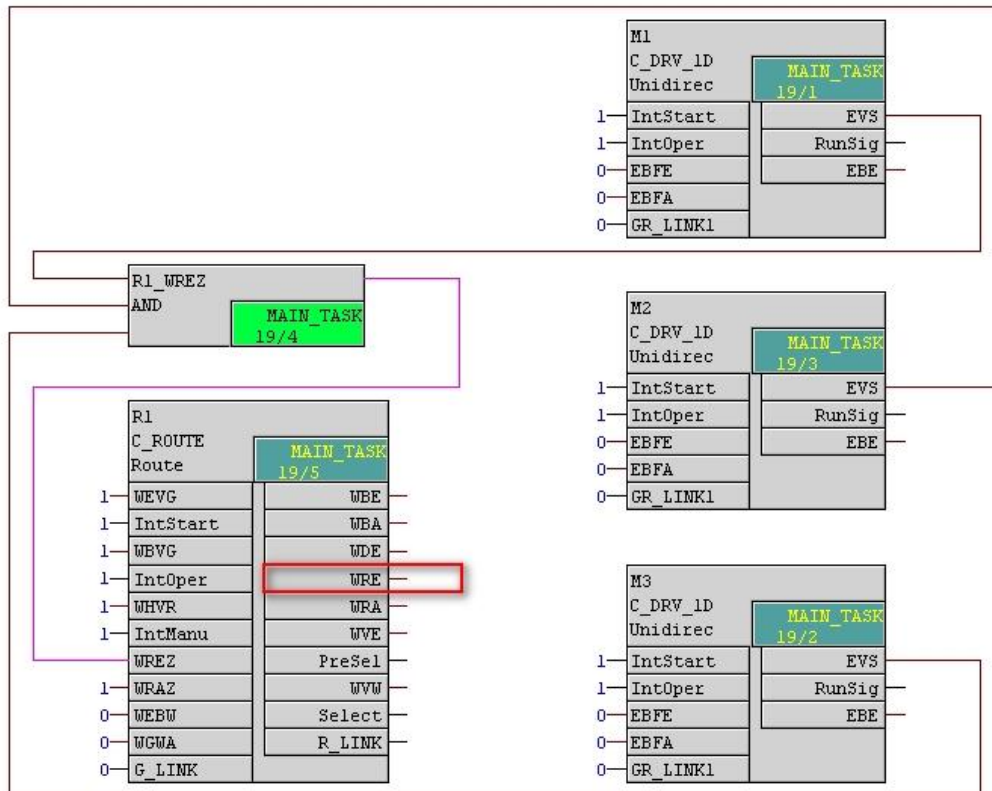 M1
C_DRV_1D
Unidirec
MAIN_TASK
19/1
1 IntStart EVS
1 IntOper RunSig
0 EBFE EBE
0 EBFA
0 GR_LINK1
R1_WREZ
AND
MAIN_TASK
19/4
M2
C_DRV_1D
Unidirec
MAIN_TASK
19/3
1 IntStart EVS
1 IntOper RunSig
0 EBFE EBE
0 EBFA
0 GR_LINK1
R1
C_ROUTE
Route
MAIN_TASK
19/5
1 WEVG WBE
1 IntStart WBA
1 WBVG WDE
1 IntOper WRE
1 WHVR WRA
1 IntManu WVE
WREZ PreSel
1 WRAZ WVW
0 WEBW Select
0 WGWA R_LINK
0 G_LINK
M3
C_DRV_1D
Unidirec
MAIN_TASK
19/2
1 IntStart EVS
1 IntOper RunSig
0 EBFE EBE
0 EBFA
0 GR_LINK1